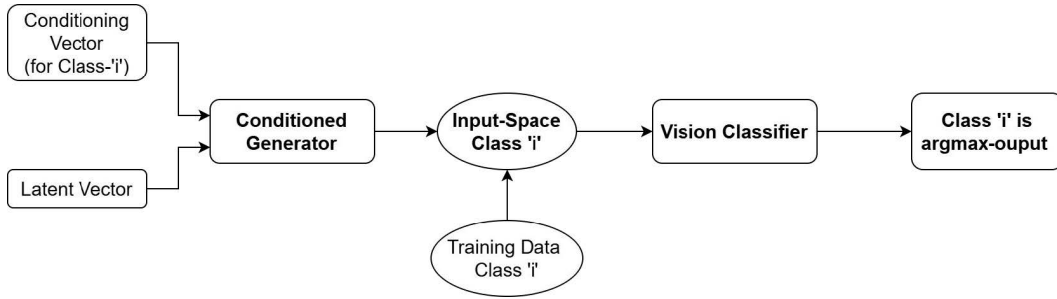 Conditioning
Vector
(for Class-'i')
Latent Vector
Conditioned
Generator
Input-Space
Class 'i'
Training Data
Class 'i'
Vision Classifier
Class 'i' is
argmax-ouput